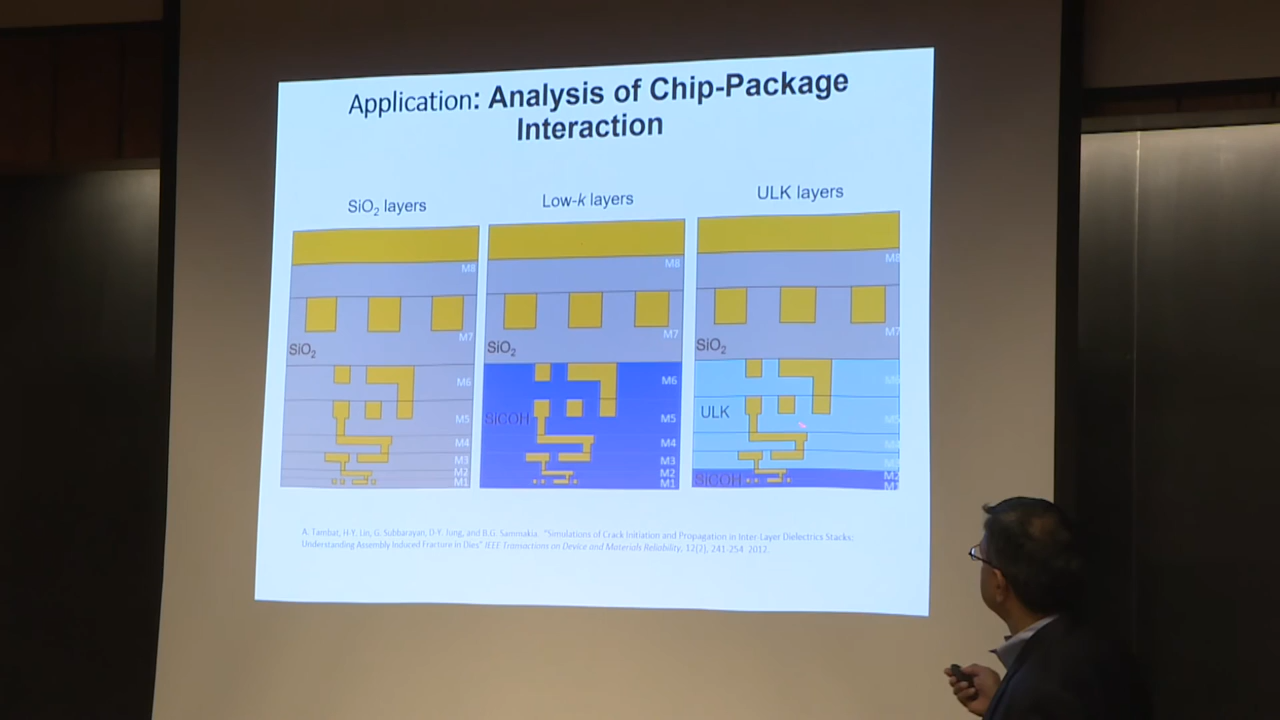 Application: Analysis of Chip-Package
Interaction
SiO2 layers
Low-k layers
ULK layers
M8
M7
SiO2
M6
M5
M4
M3
M2
M1
M8
M7
SiO2
M6
SiCOH
M5
M4
M3
M2
M1
M8
M7
SiO2
M6
ULK
M5
M4
M3
SiCOH
M2
M1
A. Tambat, H-Y. Lin, G. Subbarayan, D-Y. Jung, and B.G. Sammakia. "Simulations of Crack Initiation and Propagation in Inter-Layer Dielectrics Stacks:
Understanding Assembly Induced Fracture in Dies" IEEE Transactions on Device and Materials Reliability, 12(2), 241-254. 2012.